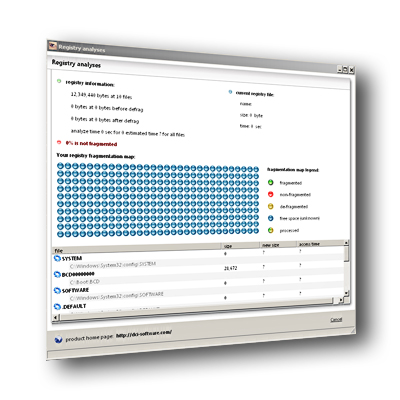 Registry analyses
Registry analyses
registry information:
12,349,440 bytes at 10 files
0 bytes at 0 bytes before defrag
0 bytes at 0 bytes after defrag
analyze time 0 sec for 0 estimated time ? for all files
0% is not fragmented
current registry file:
name:
size: 0 byte
time: 0 sec
Your registry fragmentation map:
fragmentation map legend:
fragmented
non-fragmented
de-fragmented
free space (unknown)
processed
file size new size access time
SYSTEM 0 ? ?
C:\Windows\System32\config\SYSTEM
BCD00000000 28,672 ? ?
C:\Boot\BCD
SOFTWARE 0 ? ?
C:\Windows\System32\config\SOFTWARE
.DEFAULT 0 ? ?
Cancel
product home page: http://dki-software.com/